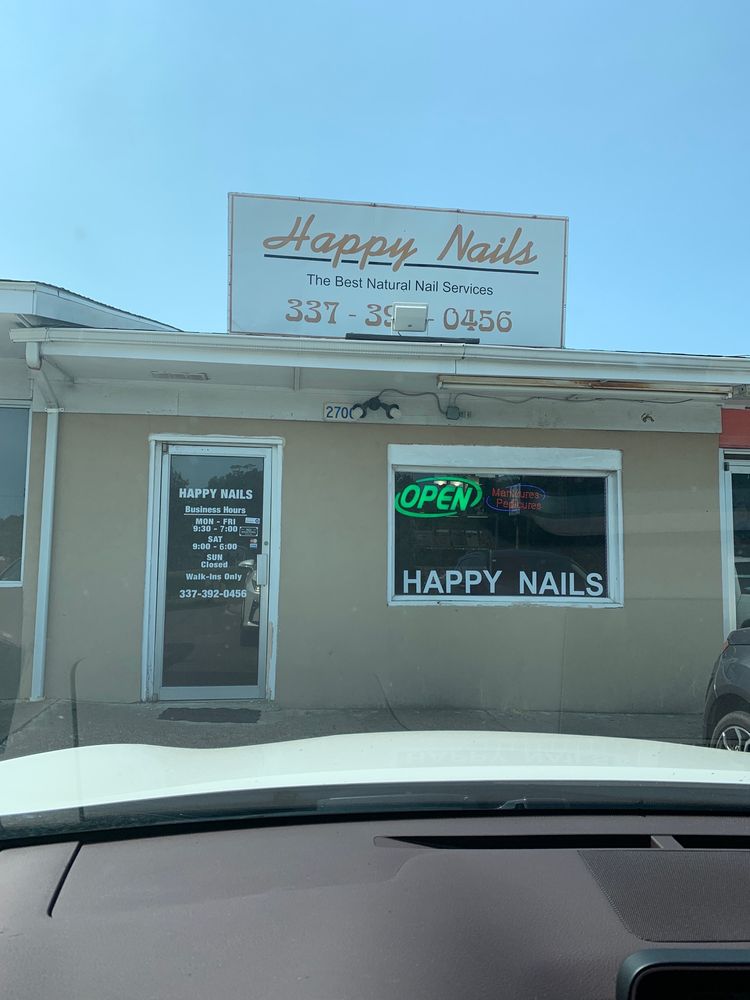 Happy Nails
The Best Natural Nail Services
337 - 39 - 0456
OPEN
Manicures
Pedicures
HAPPY NAILS
HAPPY NAILS
Business Hours
MON - FRI
9:30 - 7:00
SAT
9:00 - 6:00
SUN
Closed
Walk-Ins Only
337-392-0456